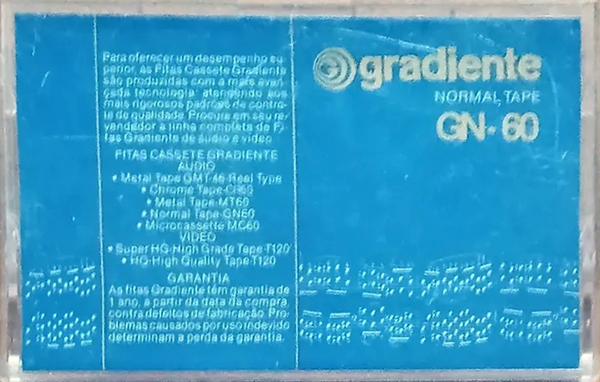 Para oferecer um desempenho su
perior, as Fitas Cassete Gradiente
são produzidas com a mais avan
çada tecnologia, atendendo aos
mais rigorosos padrões de contro-
le de qualidade. Procure em seu re-
vendedor a linha completa de Fi-
tas Gradiente de áudio e vídeo.
FITAS CASSETE GRADIENTE
AUDIO
• Metal Tape GMT-46-Reel Type
• Chrome Tape-CR60
• Metal Tape-MT60
• Normal Tape-GN60
• Microcassette MC60
VIDEO
• Super HG-High Grade Tape-T120
• HQ-High Quality Tape-T120
GARANTIA
As fitas Gradiente têm garantia de
1 ano, a partir da data da compra,
contra defeitos de fabricação. Pro-
blemas causados por uso indevido
determinam a perda da garantia.
gradiente
NORMAL TAPE
GN-60